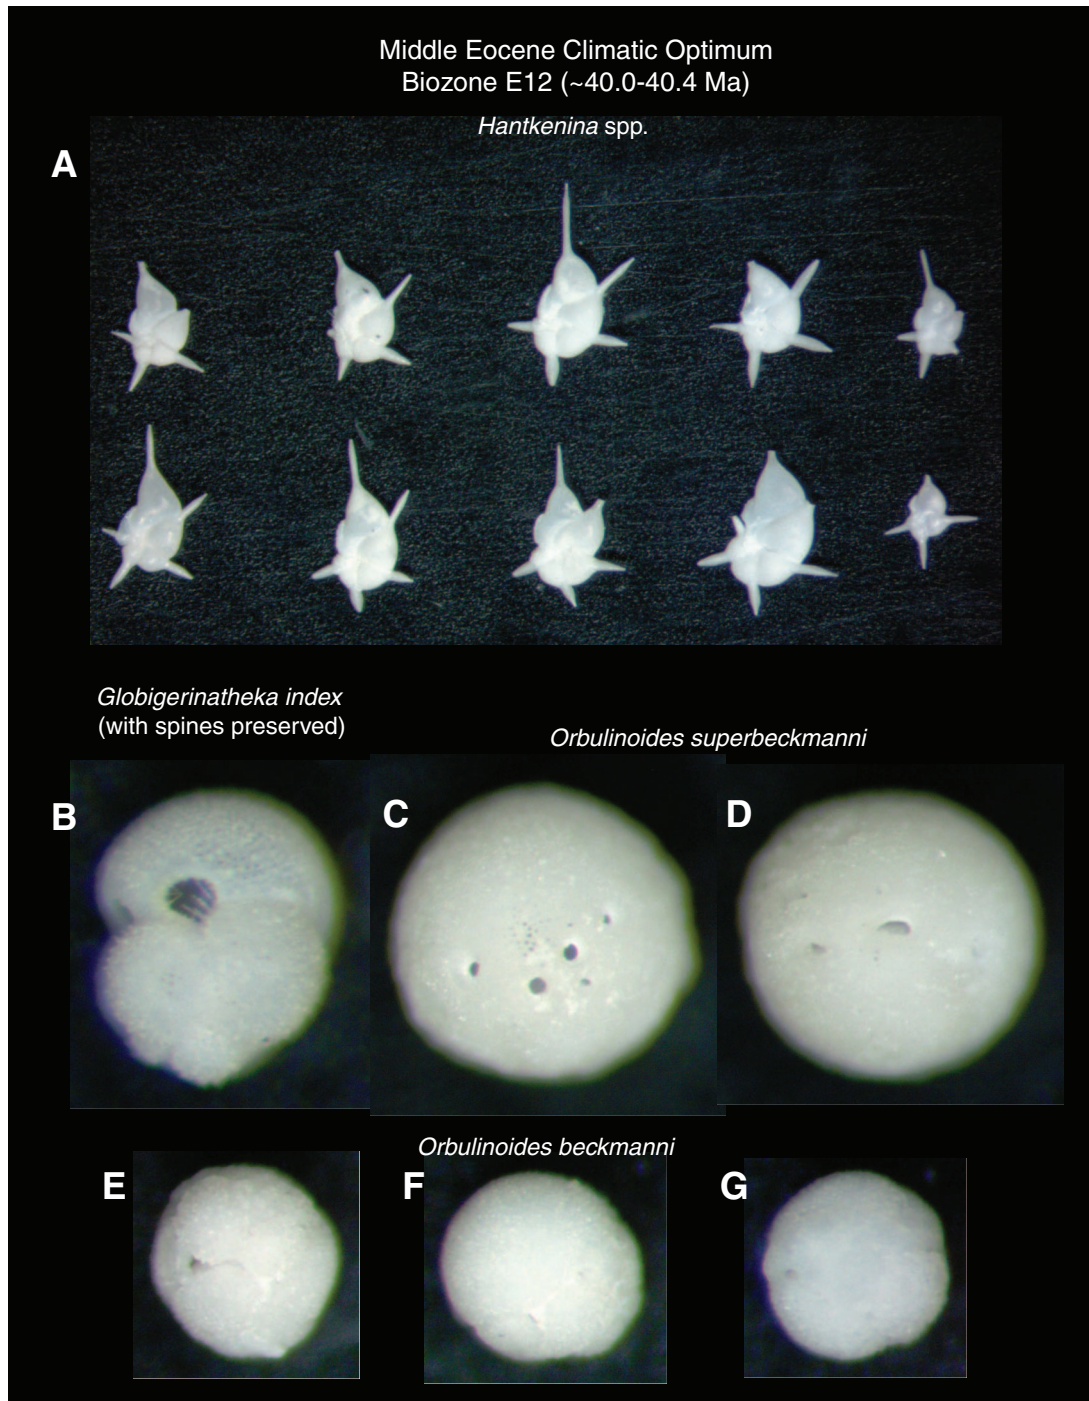 Middle Eocene Climatic Optimum
Biozone E12 (~40.0-40.4 Ma)
Hantkenina spp.
A
Globigerinatheka index
(with spines preserved)
Orbulinoides superbeckmanni
B
C
D
Orbulinoides beckmanni
E
F
G